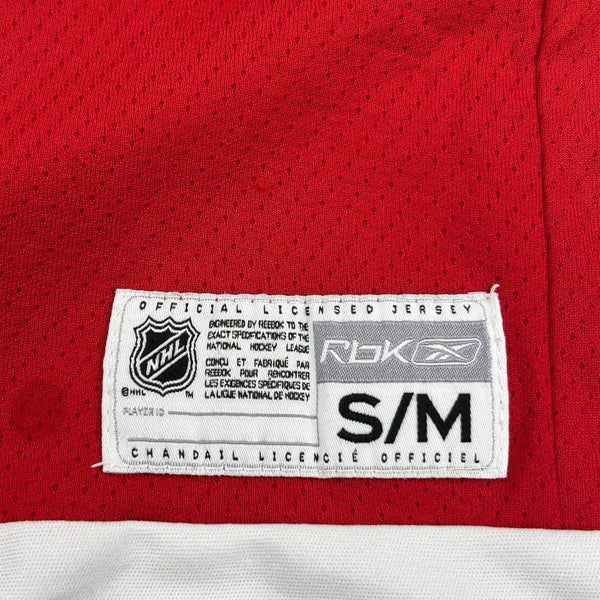 OFFICIAL LICENSED JERSEY
NHL
©NHL
TM
ENGINEERED BY REEBOK TO THE
EXACT SPECIFICATIONS OF THE
NATIONAL HOCKEY LEAGUE
CONÇU ET FABRIQUÉ PAR
REEBOK POUR RENCONTRER
LES EXIGENCES SPÉCIFIQUES DE
LA LIGUE NATIONAL DE HOCKEY
PLAYER ID
Rbk
S/M
CHANDAIL LICENCIÉ OFFICIEL